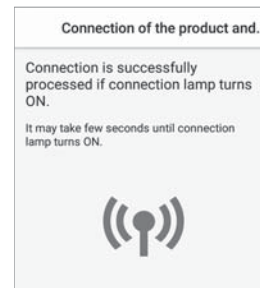 Connection of the product and.
Connection is successfully
processed if connection lamp turns
ON.
It may take few seconds until connection
lamp turns ON.